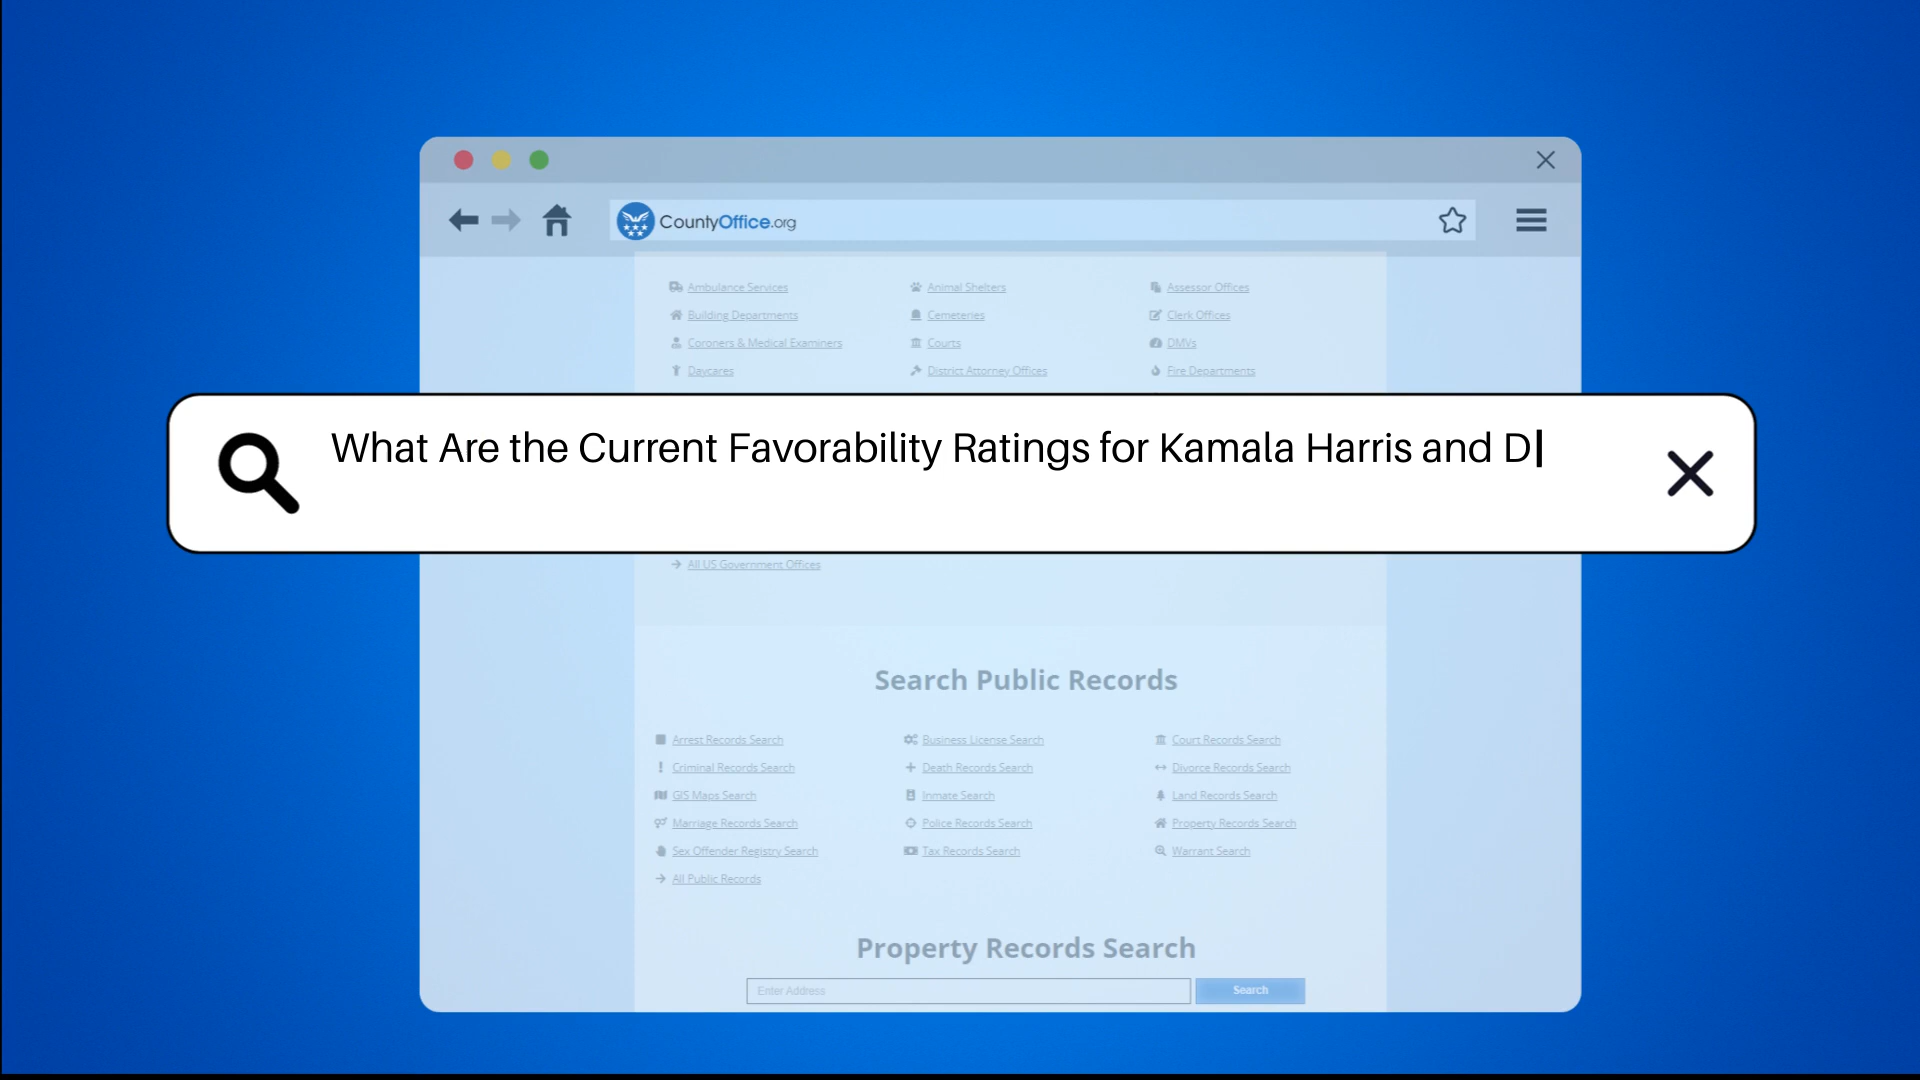 CountyOffice.org
Ambulance Services
Animal Shelters
Assessor Offices
Building Departments
Cemeteries
Clerk Offices
Coroners & Medical Examiners
Courts
DMVs
Daycares
District Attorney Offices
Fire Departments
What Are the Current Favorability Ratings for Kamala Harris and D
All US Government Offices
Search Public Records
Arrest Records Search
Business License Search
Court Records Search
Criminal Records Search
Death Records Search
Divorce Records Search
GIS Maps Search
Inmate Search
Land Records Search
Marriage Records Search
Police Records Search
Property Records Search
Sex Offender Registry Search
Tax Records Search
Warrant Search
All Public Records
Property Records Search
Enter Address
Search